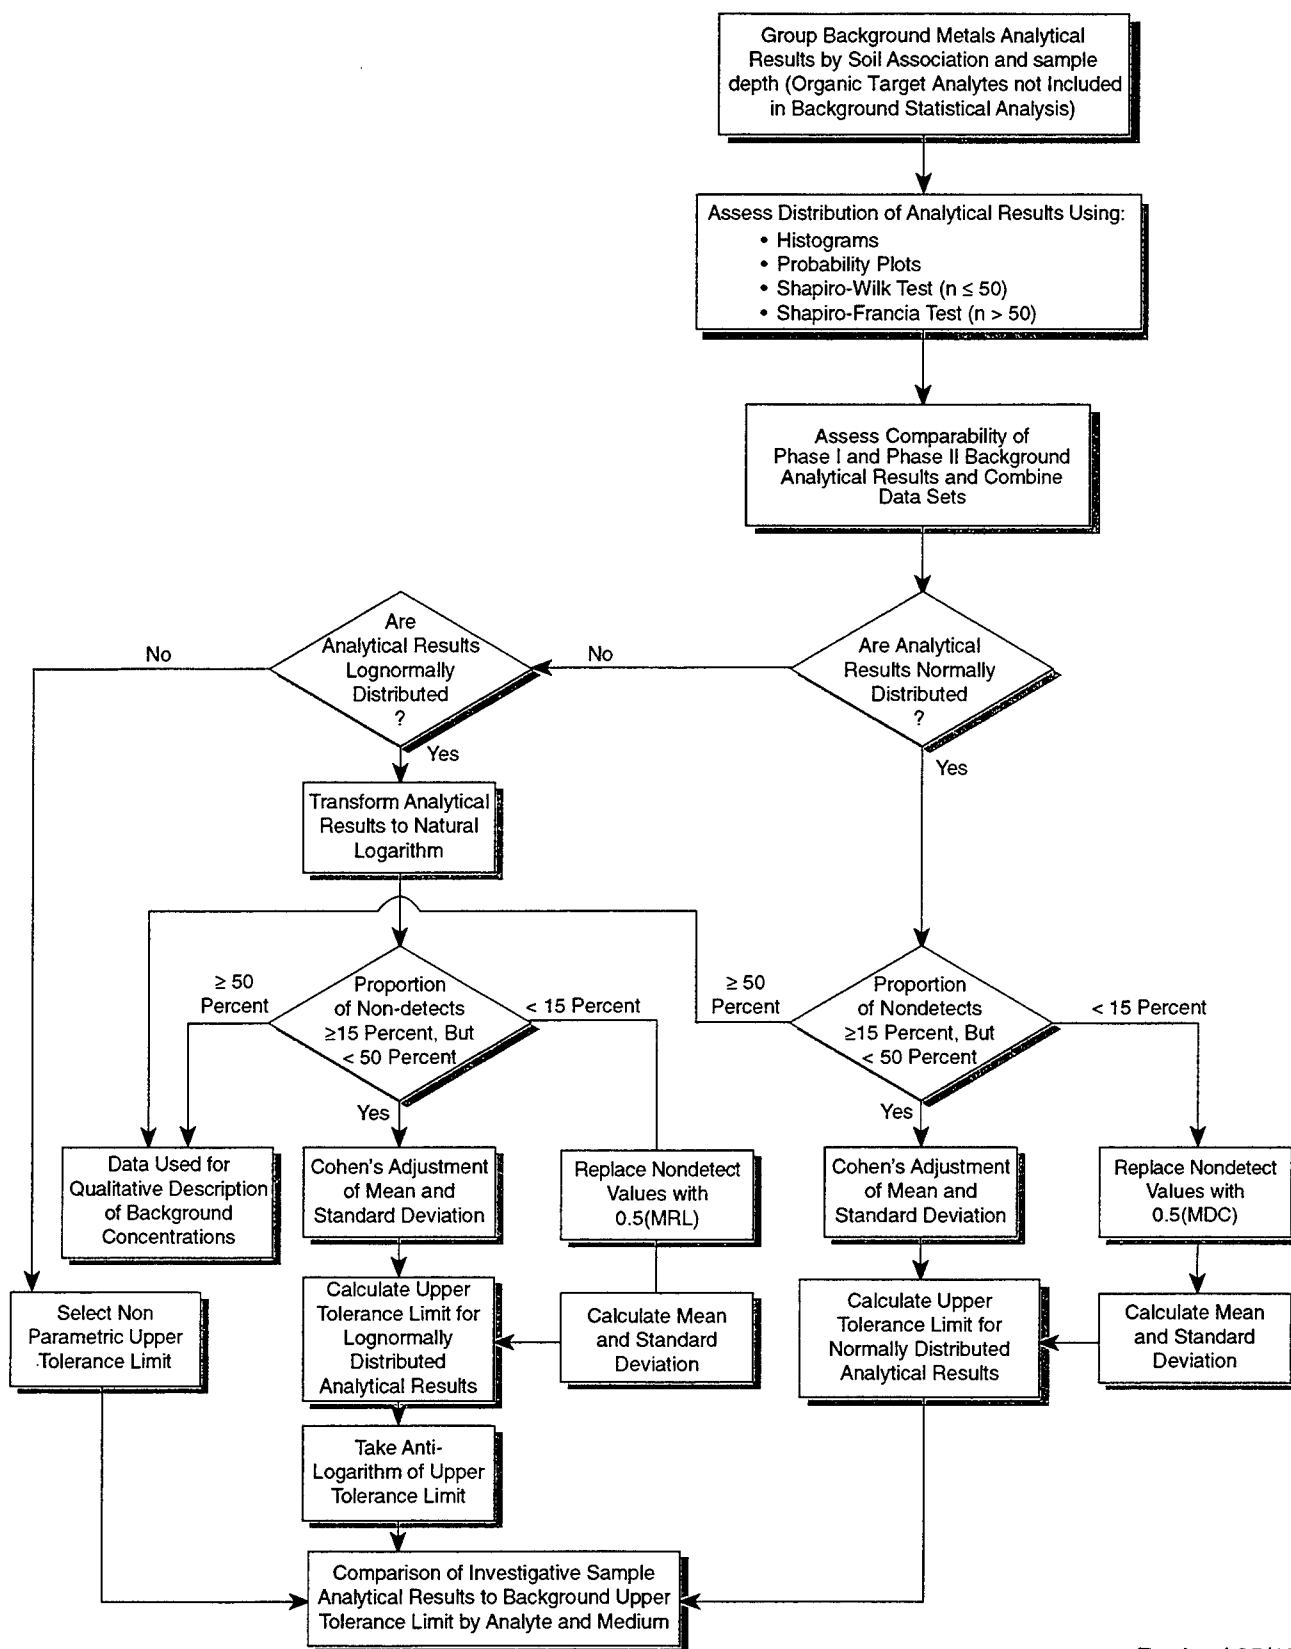 Group Background Metals Analytical
Results by Soil Association and sample
depth (Organic Target Analytes not Included
in Background Statistical Analysis)
Assess Distribution of Analytical Results Using:
• Histograms
• Probability Plots
• Shapiro-Wilk Test (n ≤ 50)
• Shapiro-Francia Test (n > 50)
Assess Comparability of
Phase I and Phase II Background
Analytical Results and Combine
Data Sets
Are
Analytical Results
Lognormally
Distributed
?
No
No
Are Analytical
Results Normally
Distributed
?
Yes
Yes
Transform Analytical
Results to Natural
Logarithm
≥ 50
Percent
Proportion
of Non-detects
≥15 Percent, But
< 50 Percent
< 15 Percent
≥ 50
Percent
Proportion
of Nondetects
≥15 Percent, But
< 50 Percent
< 15 Percent
Yes
Yes
Data Used for
Qualitative Description
of Background
Concentrations
Cohen's Adjustment
of Mean and
Standard Deviation
Replace Nondetect
Values with
0.5(MRL)
Cohen's Adjustment
of Mean and
Standard Deviation
Replace Nondetect
Values with
0.5(MDC)
Select Non
Parametric Upper
Tolerance Limit
Calculate Upper
Tolerance Limit for
Lognormally
Distributed
Analytical Results
Calculate Mean
and Standard
Deviation
Calculate Upper
Tolerance Limit for
Normally Distributed
Analytical Results
Calculate Mean
and Standard
Deviation
Take Anti-
Logarithm of Upper
Tolerance Limit
Comparison of Investigative Sample
Analytical Results to Background Upper
Tolerance Limit by Analyte and Medium